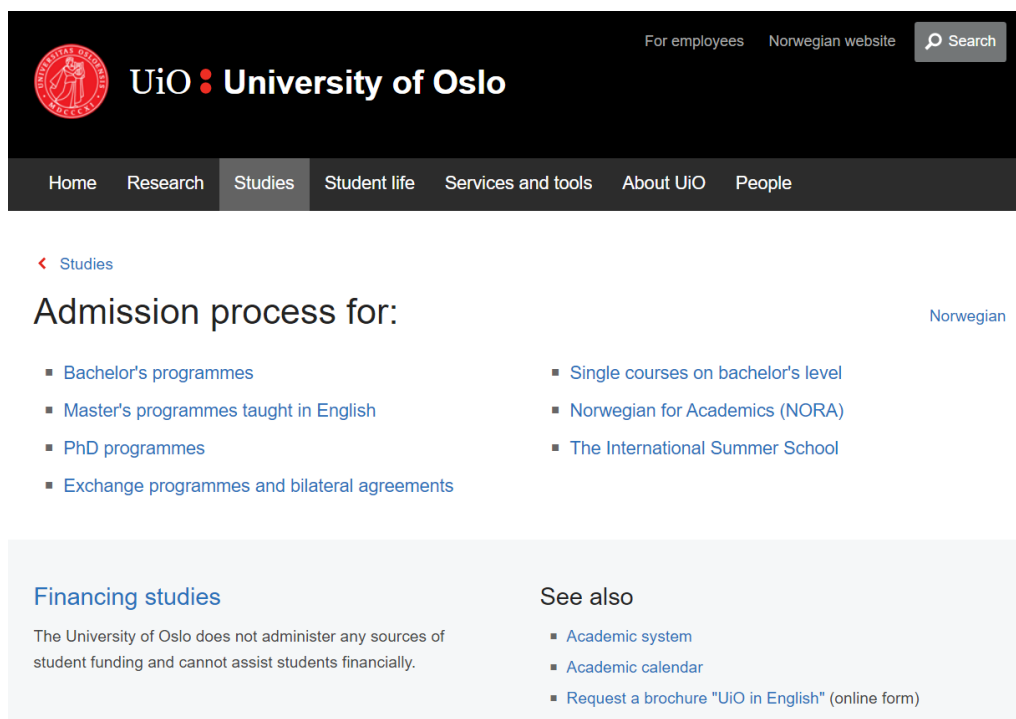 For employees
Norwegian website
Search
UNIVERSITAS OSLOENSIS
MDCCCXI
UiO : University of Oslo
Home
Research
Studies
Student life
Services and tools
About UiO
People
Studies
Admission process for:
Norwegian
Bachelor's programmes
Master's programmes taught in English
PhD programmes
Exchange programmes and bilateral agreements
Single courses on bachelor's level
Norwegian for Academics (NORA)
The International Summer School
Financing studies
The University of Oslo does not administer any sources of
student funding and cannot assist students financially.
See also
Academic system
Academic calendar
Request a brochure "UiO in English" (online form)